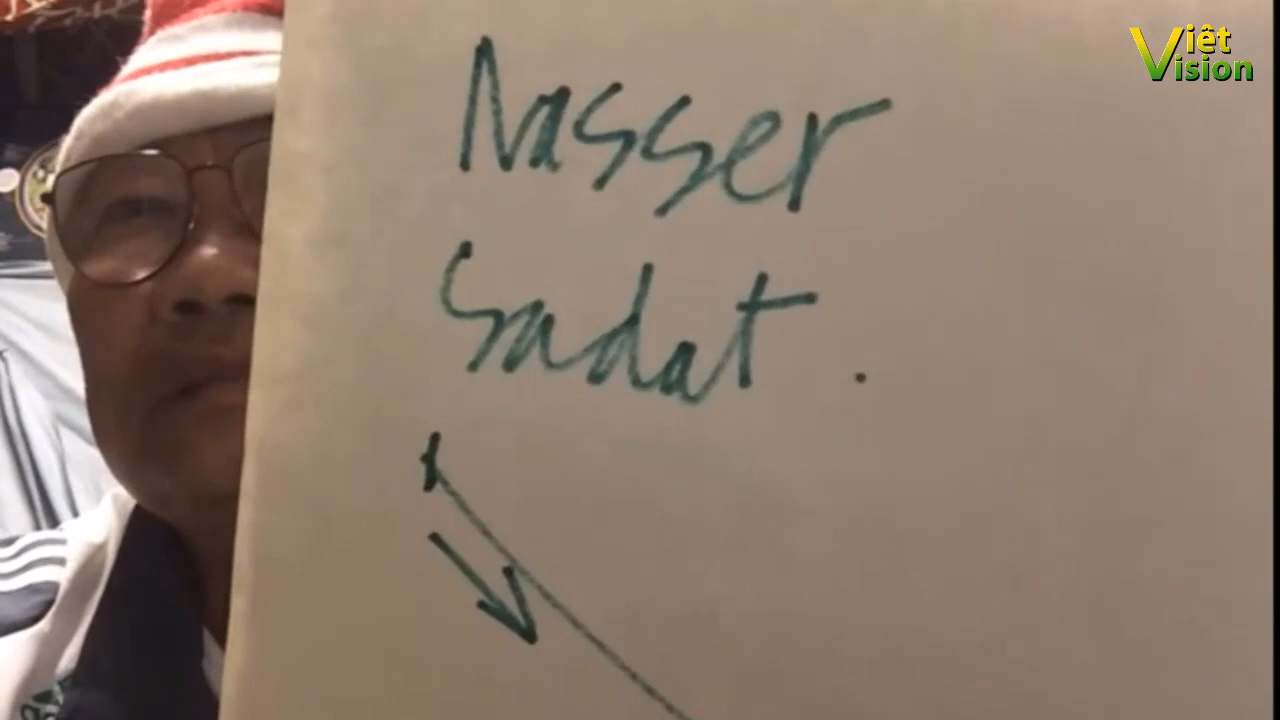 Việt
Vision
Nasser
Sadat .